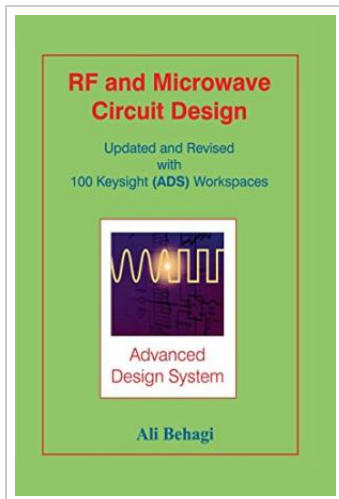 RF and Microwave
Circuit Design
Updated and Revised
with
100 Keysight (ADS) Workspaces
Advanced
Design System
Ali Behagi